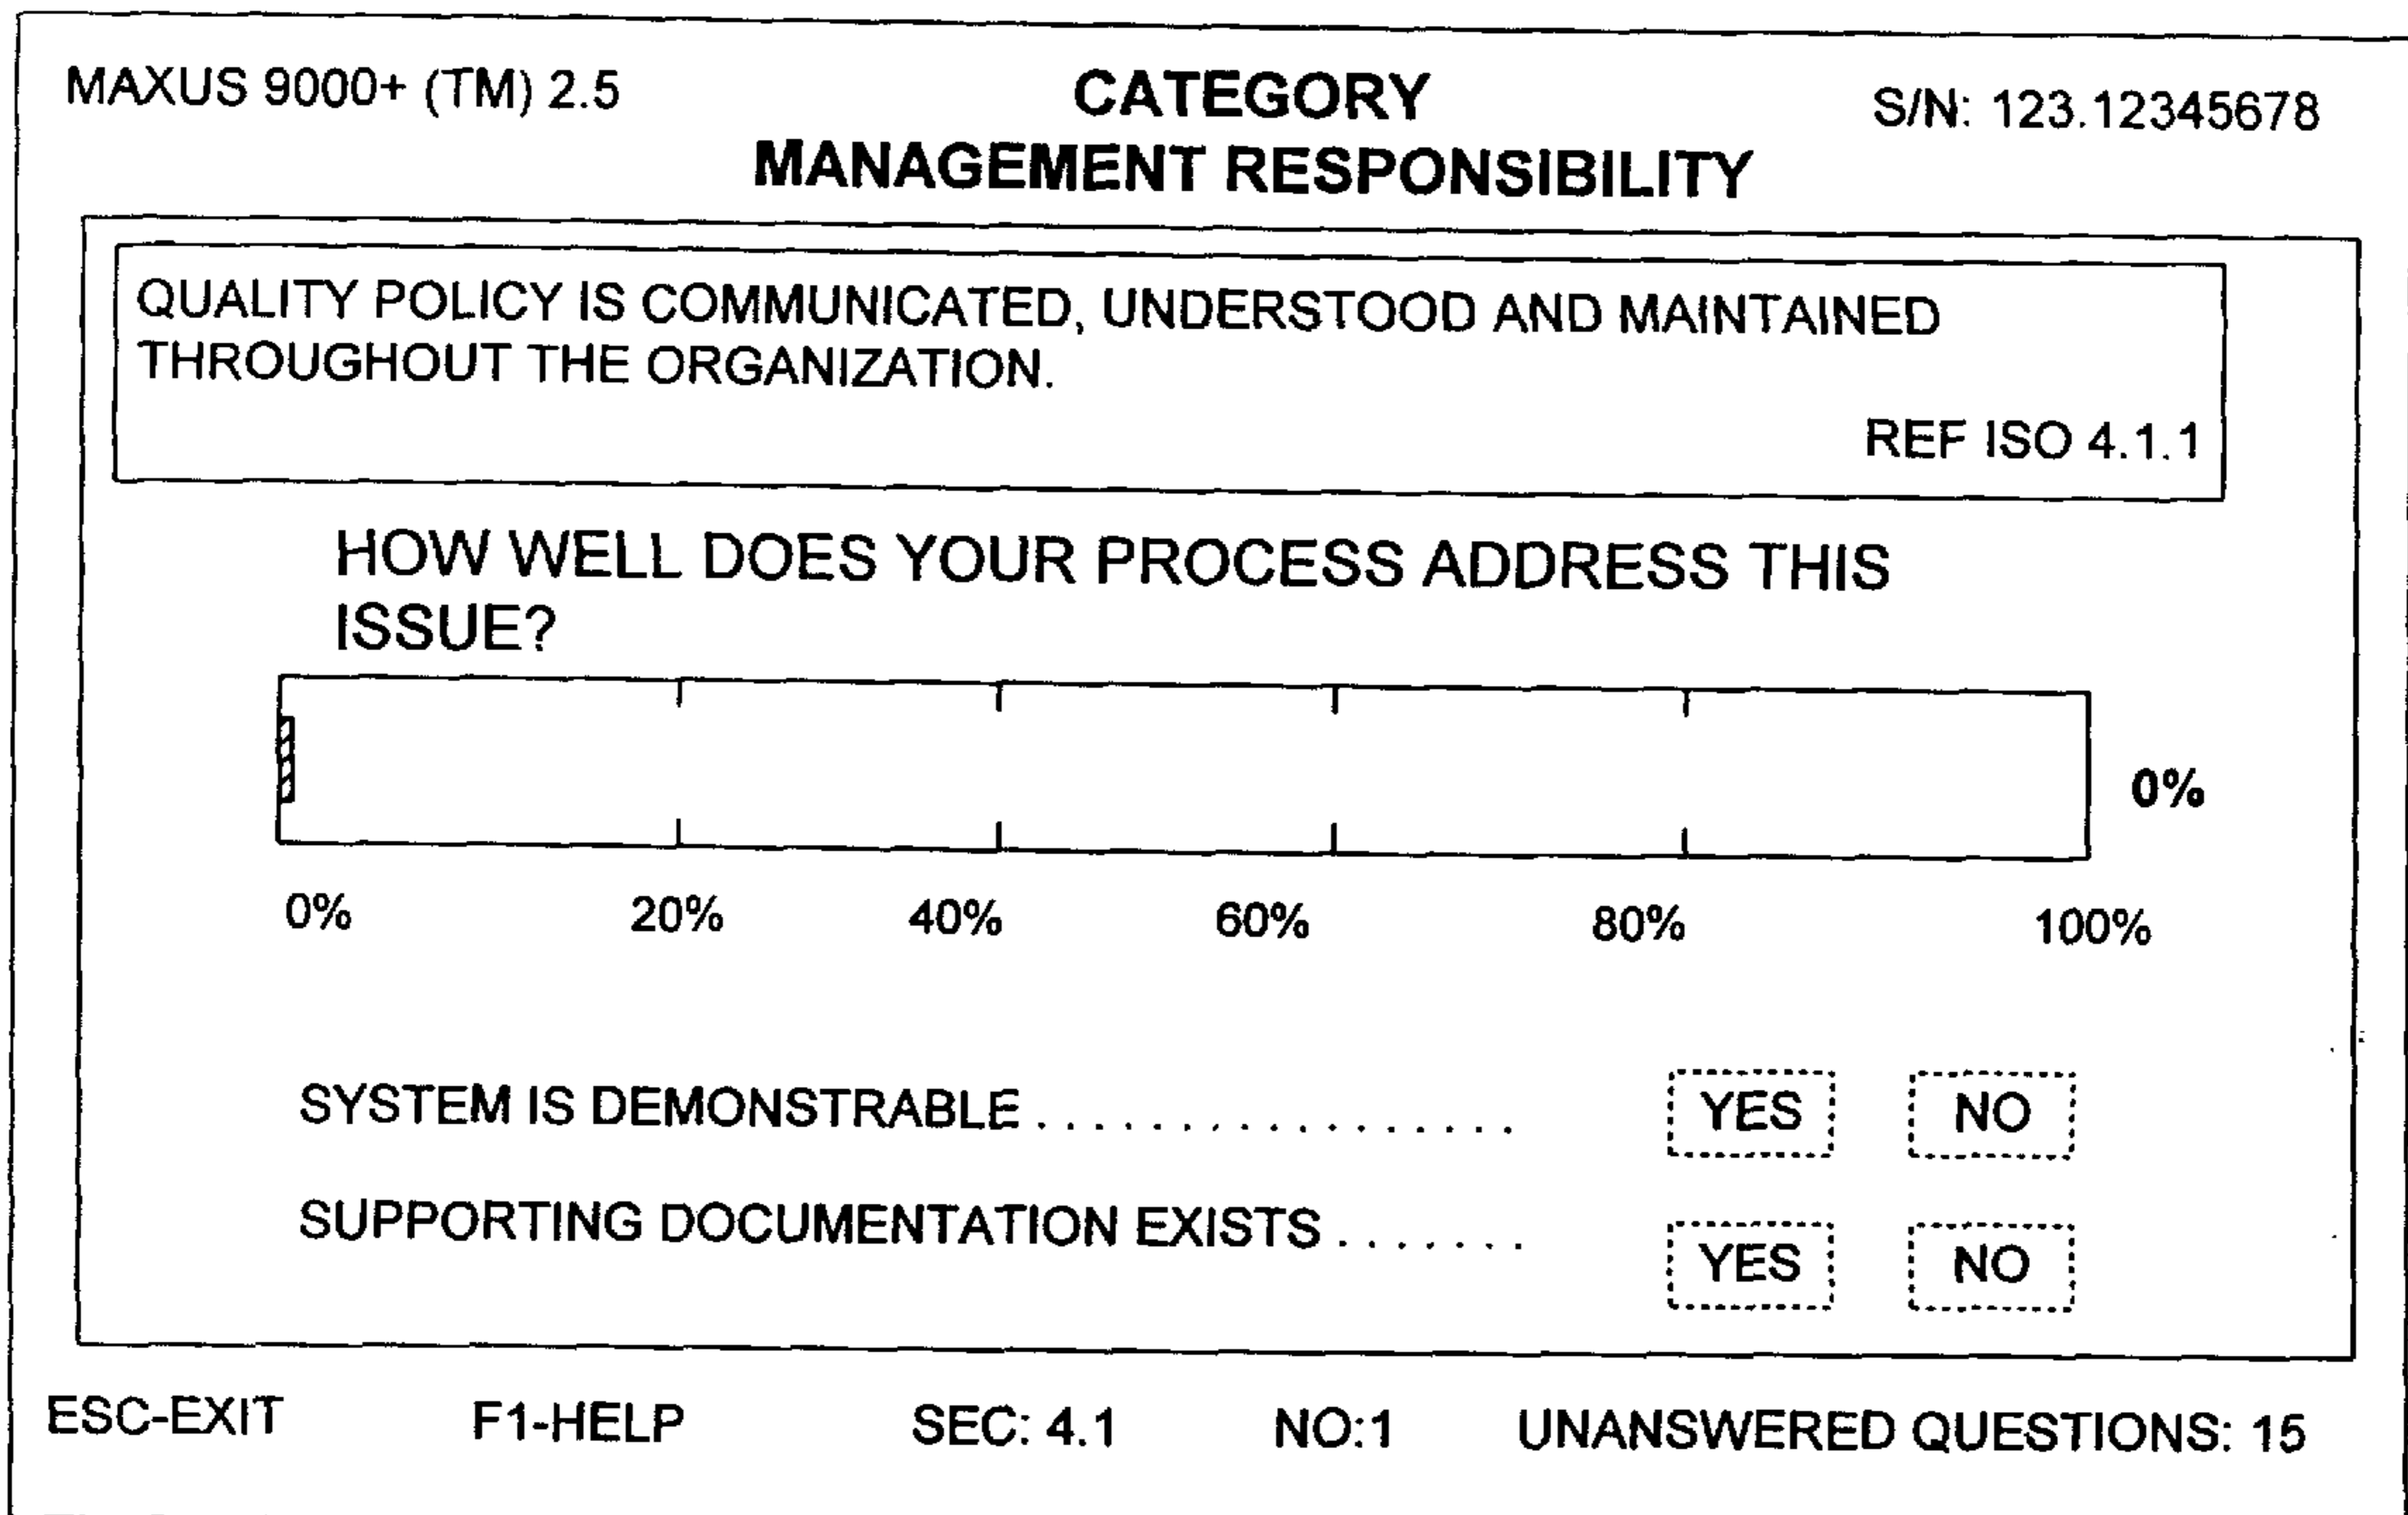 MAXUS 9000+ (TM) 2.5
CATEGORY
S/N: 123.12345678
MANAGEMENT RESPONSIBILITY
QUALITY POLICY IS COMMUNICATED, UNDERSTOOD AND MAINTAINED
THROUGHOUT THE ORGANIZATION.
REF ISO 4.1.1
HOW WELL DOES YOUR PROCESS ADDRESS THIS
ISSUE?
0%
0% 20% 40% 60% 80% 100%
SYSTEM IS DEMONSTRABLE . . . . . . . . . . . . . . . . . YES NO
SUPPORTING DOCUMENTATION EXISTS . . . . . . . YES NO
ESC-EXIT F1-HELP SEC: 4.1 NO:1 UNANSWERED QUESTIONS: 15